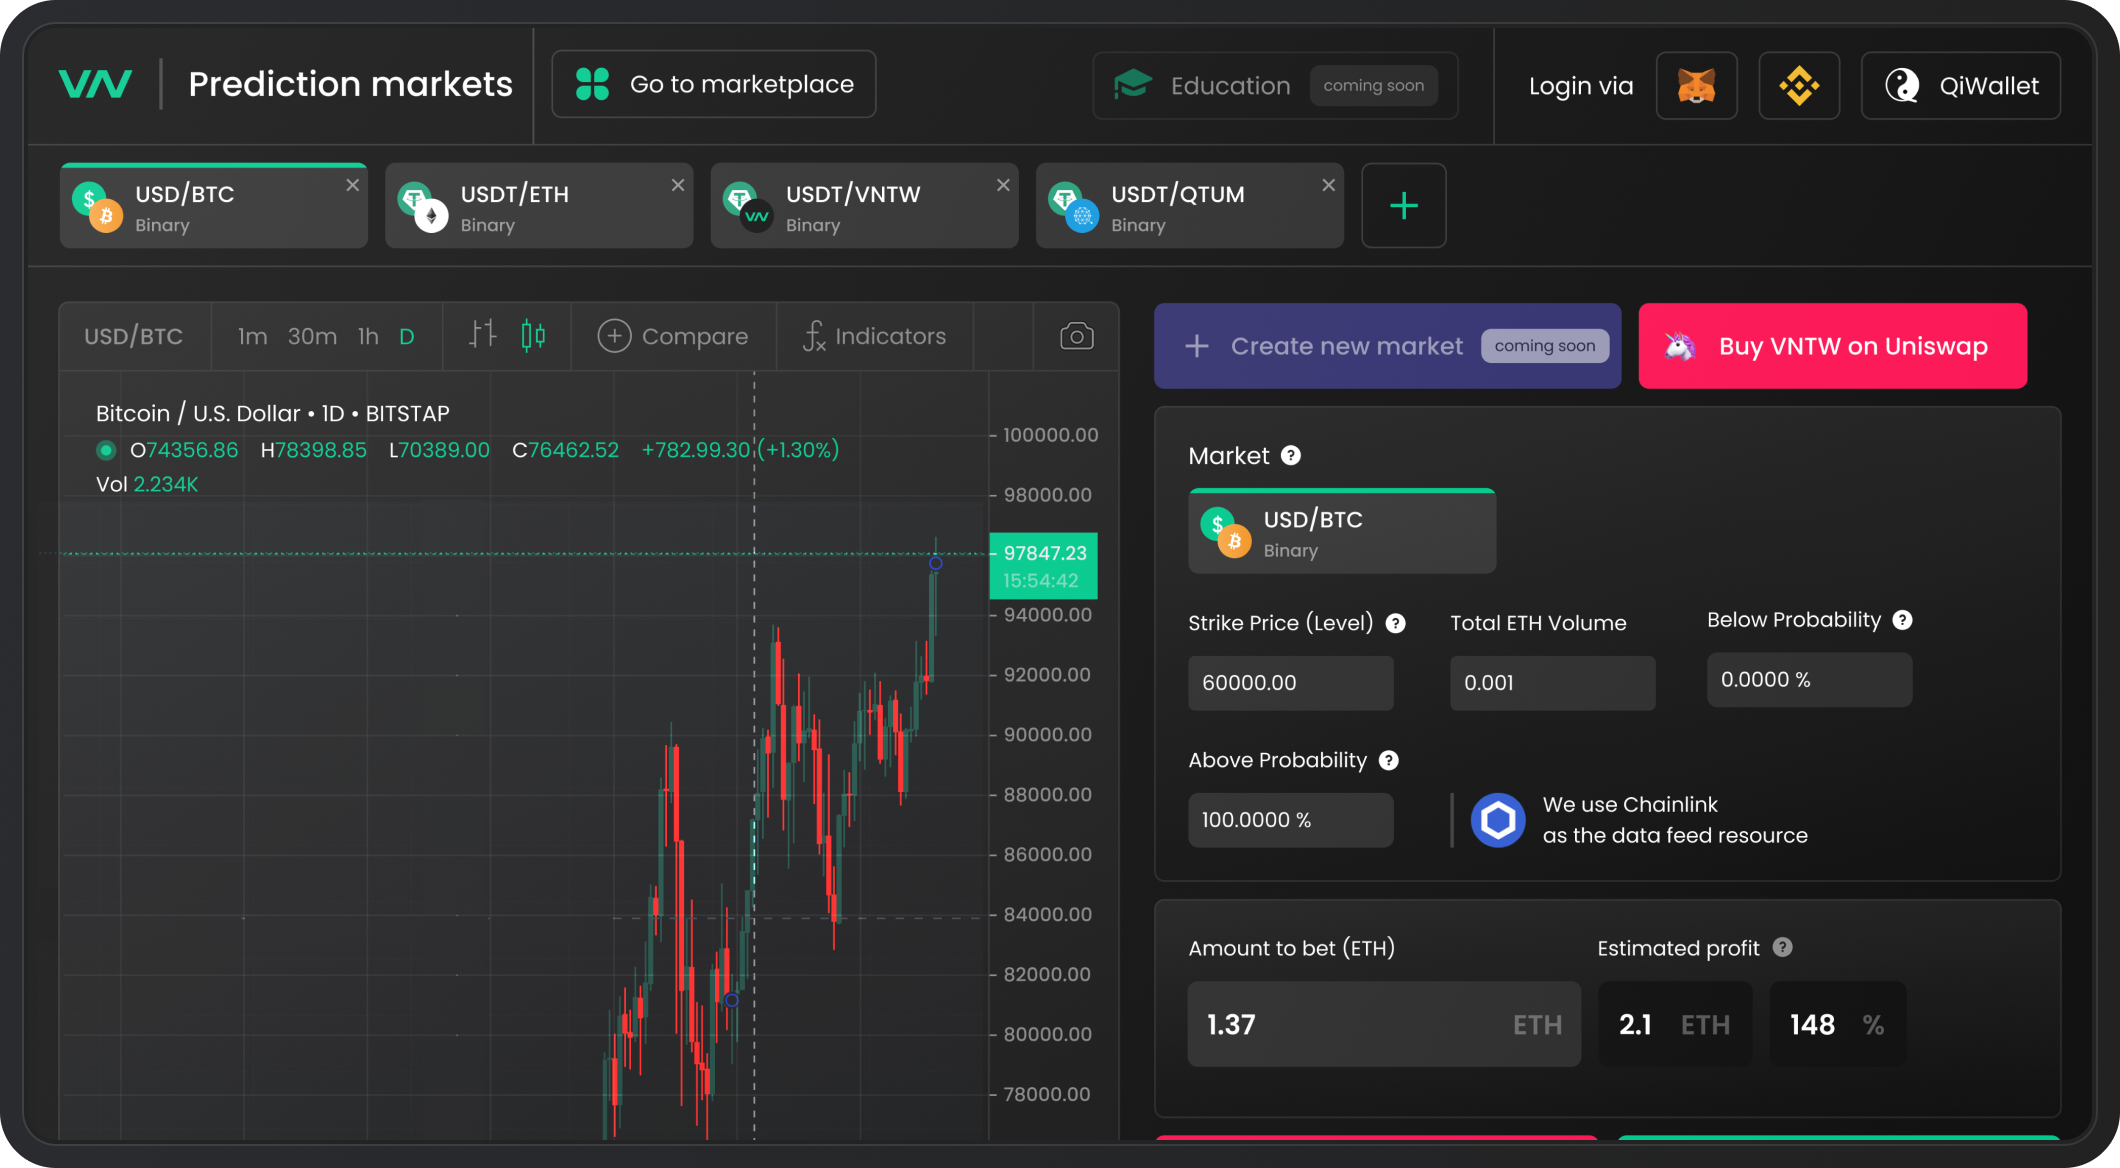 VW
Prediction markets
Go to marketplace
Education
coming soon
Login via
QiWallet
USD/BTC
Binary
USDT/ETH
Binary
USDT/VNTW
Binary
USDT/QTUM
Binary
USD/BTC
1m 30m 1h D
Compare
fx Indicators
Create new market
coming soon
Buy VNTW on Uniswap
Bitcoin / U.S. Dollar • 1D • BITSTAP
O74356.86 H78398.85 L70389.00 C76462.52 +782.99.30 (+1.30%)
Vol 2.234K
100000.00
98000.00
97847.23
15:54:42
94000.00
92000.00
90000.00
88000.00
86000.00
84000.00
82000.00
80000.00
78000.00
Market ?
USD/BTC
Binary
Strike Price (Level) ?
60000.00
Total ETH Volume
0.001
Below Probability ?
0.0000 %
Above Probability ?
100.0000 %
We use Chainlink
as the data feed resource
Amount to bet (ETH)
1.37 ETH
Estimated profit ?
2.1 ETH
148 %